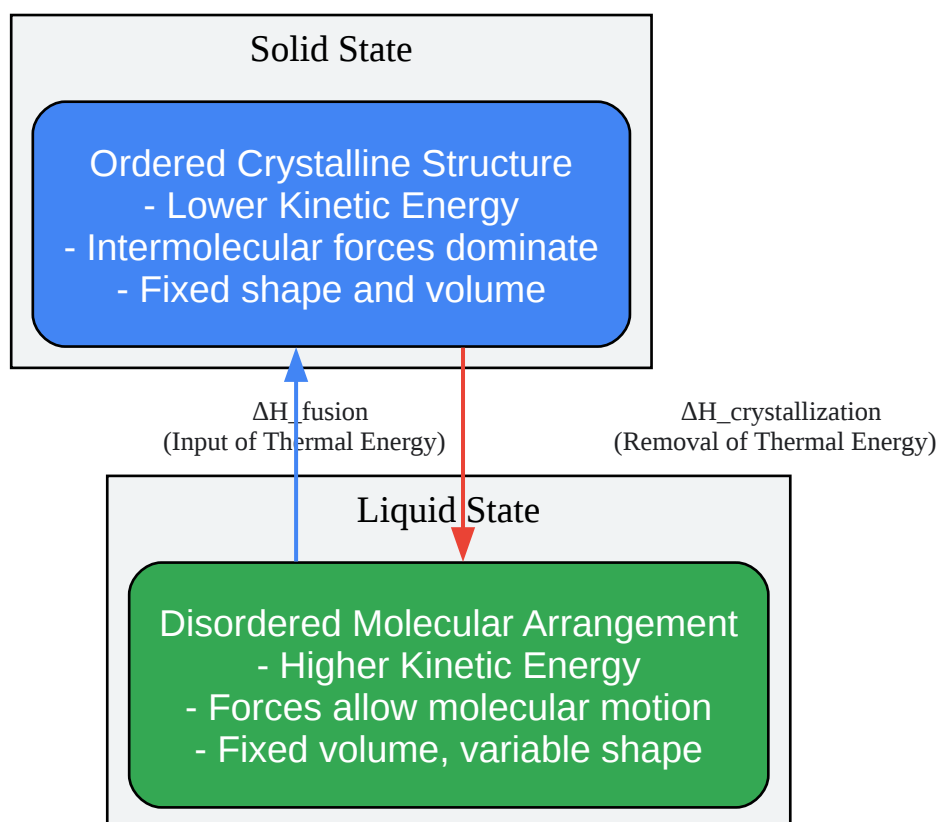 Solid State
Ordered Crystalline Structure
- Lower Kinetic Energy
- Intermolecular forces dominate
- Fixed shape and volume
ΔH_fusion
(Input of Thermal Energy)
ΔH_crystallization
(Removal of Thermal Energy)
Liquid State
Disordered Molecular Arrangement
- Higher Kinetic Energy
- Forces allow molecular motion
- Fixed volume, variable shape